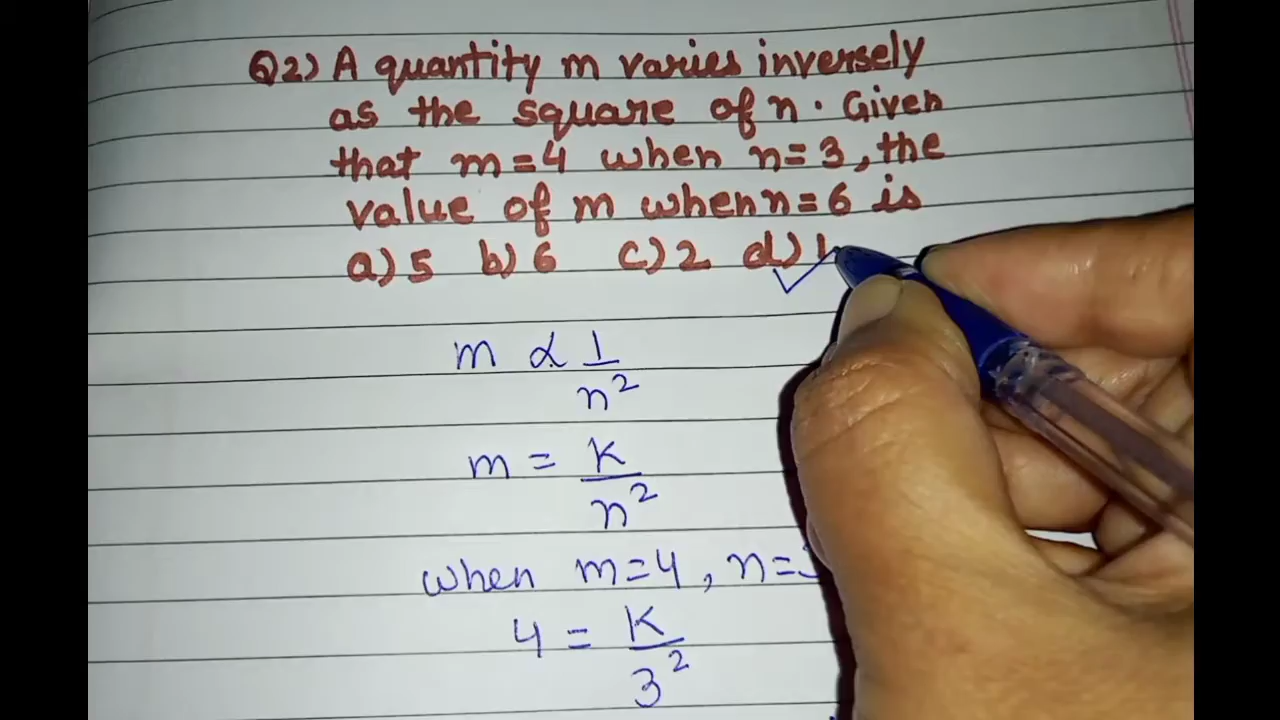 Q2) A quantity m varies inversely
as the square of n. Given
that m=4 when n=3, the
value of m when n=6 is
a) 5 b) 6 c) 2 d) 1
m ∝ 1/n²
m = K/n²
when m=4, n=3
4 = K/3²